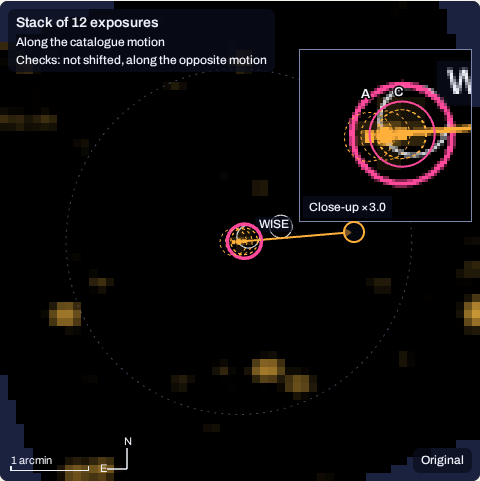 Stack of 12 exposures
Along the catalogue motion
Checks: not shifted, along the opposite motion
A
C
W
Close-up ×3.0
WISE
N
1 arcmin
E
Original